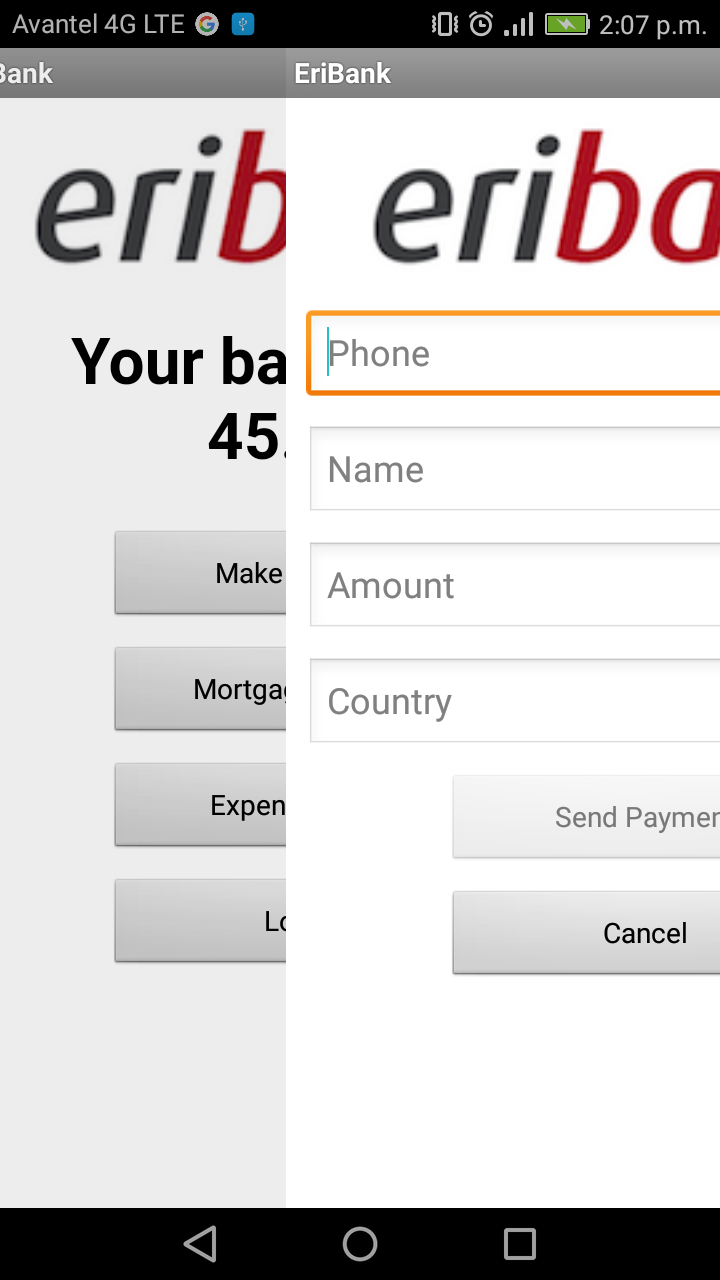 Avantel 4G LTE 2:07 p.m.
Bank
EriBank
erib
eriba
Your ba
45.
Make
Mortgag
Expen
Lo
Phone
Name
Amount
Country
Send Paymen
Cancel